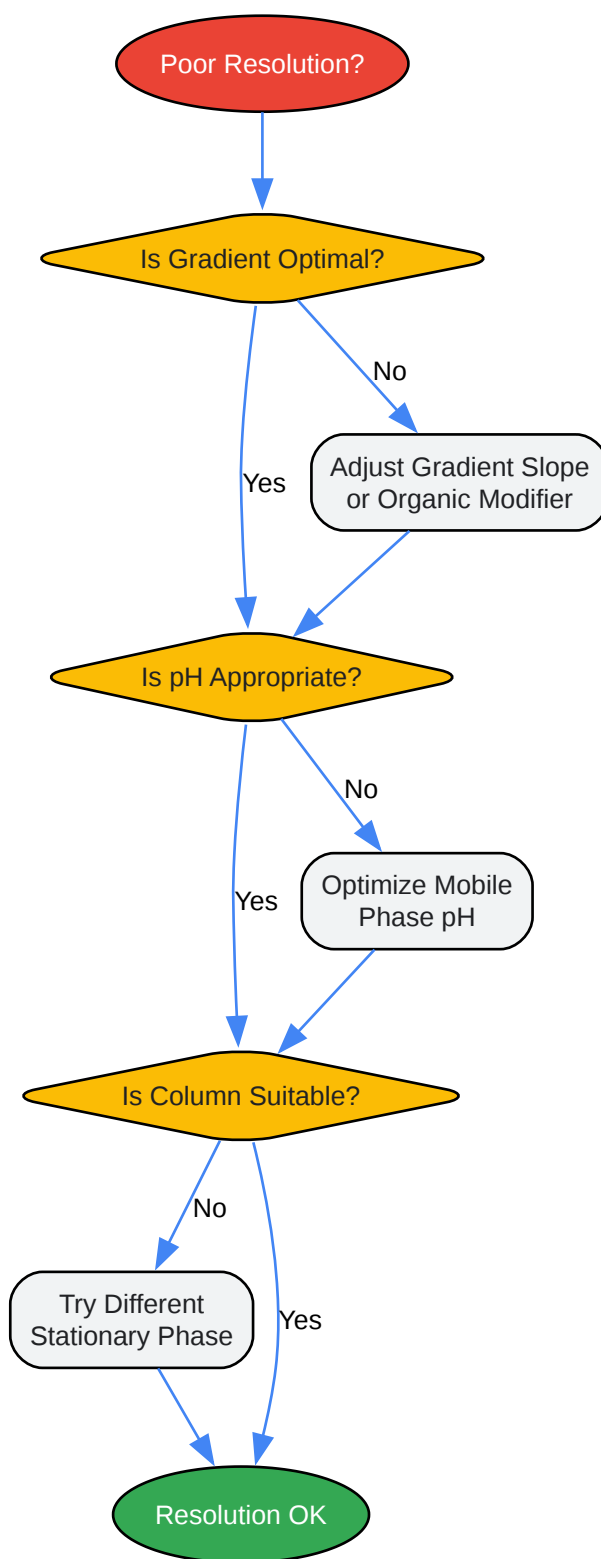 Poor Resolution?
Is Gradient Optimal?
No
Adjust Gradient Slope
or Organic Modifier
Yes
Is pH Appropriate?
No
Optimize Mobile
Phase pH
Yes
Is Column Suitable?
No
Try Different
Stationary Phase
Yes
Resolution OK